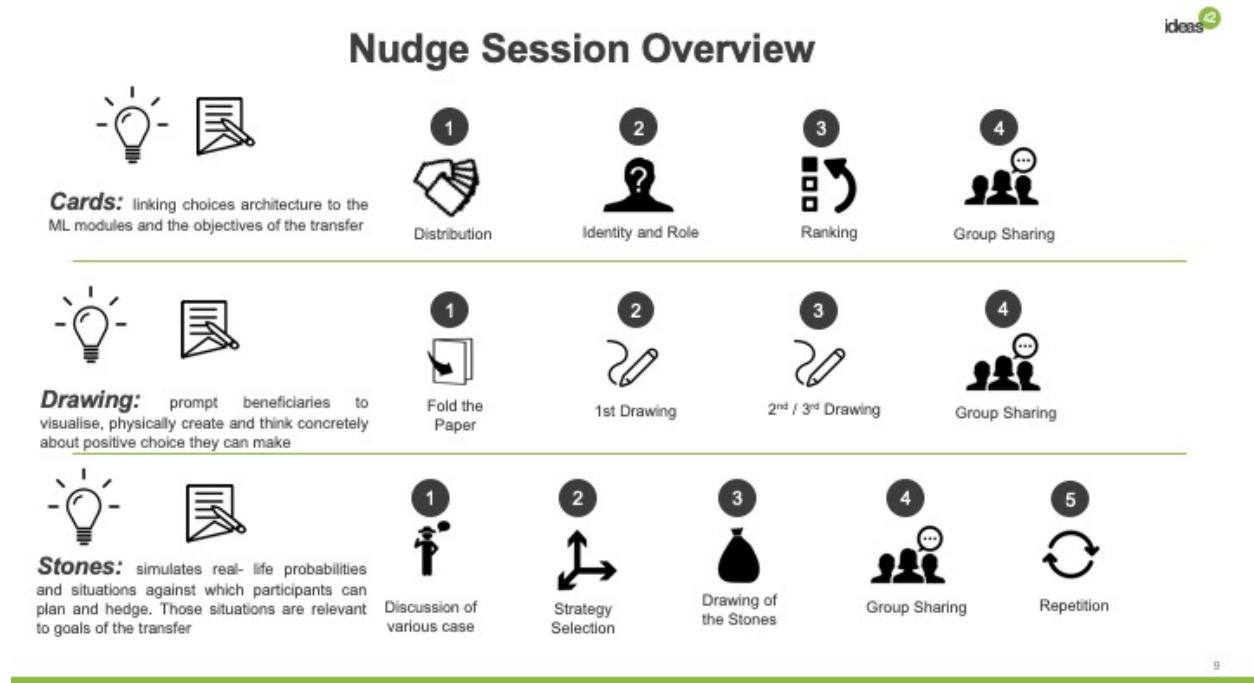 ideas42
Nudge Session Overview
1
2
3
4
Cards: linking choices architecture to the
ML modules and the objectives of the transfer
Distribution
Identity and Role
Ranking
Group Sharing
1
2
3
4
Drawing: prompt beneficiaries to
visualise, physically create and think concretely
about positive choice they can make
Fold the
Paper
1st Drawing
2nd / 3rd Drawing
Group Sharing
1
2
3
4
5
Stones: simulates real- life probabilities
and situations against which participants can
plan and hedge. Those situations are relevant
to goals of the transfer
Discussion of
various case
Strategy
Selection
Drawing of
the Stones
Group Sharing
Repetition
9